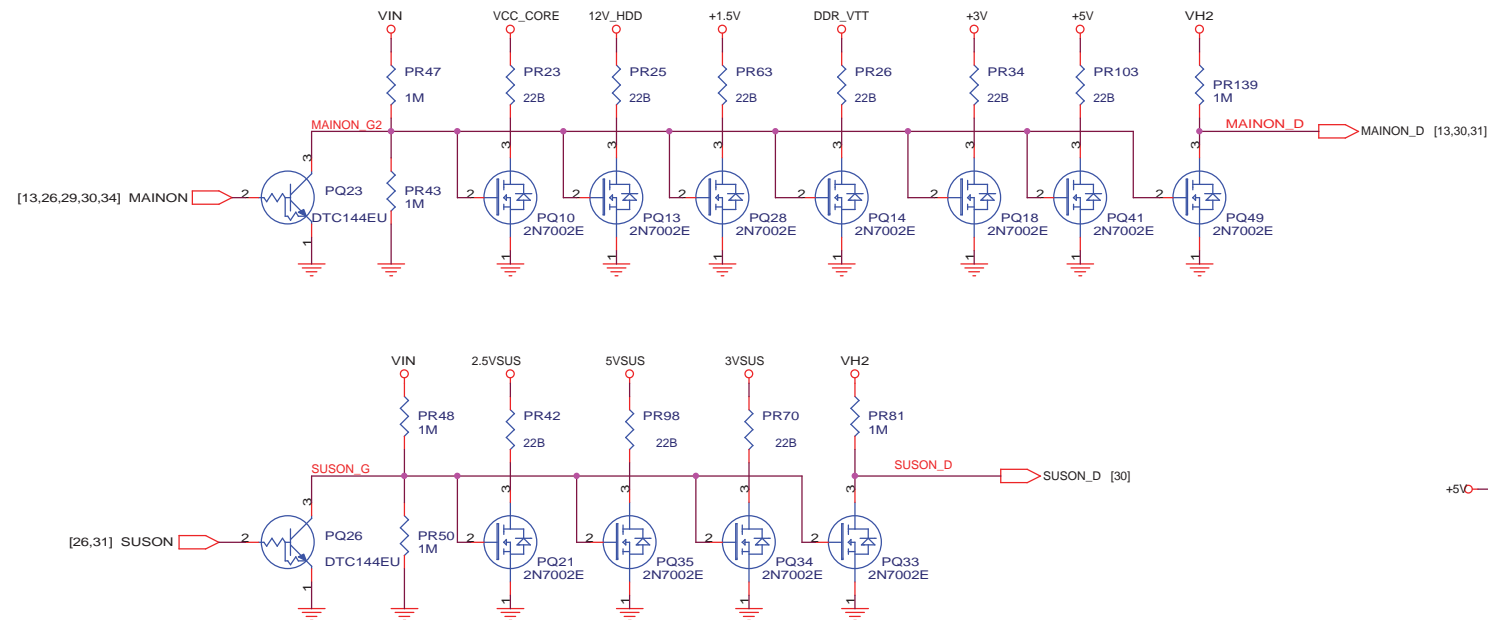 VIN VCC_CORE 12V_HDD +1.5V DDR_VTT +3V +5V VH2
PR47 PR23 PR25 PR63 PR26 PR34 PR103 PR139
1M 22B 22B 22B 22B 22B 22B 1M
MAINON_G2 MAINON_D MAINON_D [13,30,31]
3 3 3 3 3 3 3 3
[13,26,29,30,34] MAINON 2 PQ23 PR43 2 2 2 2 2 2 2
DTC144EU 1M PQ10 PQ13 PQ28 PQ14 PQ18 PQ41 PQ49
2N7002E 2N7002E 2N7002E 2N7002E 2N7002E 2N7002E 2N7002E
1 1 1 1 1 1 1 1
VIN 2.5VSUS 5VSUS 3VSUS VH2
PR48 PR42 PR98 PR70 PR81
1M 22B 22B 22B 1M
SUSON_G SUSON_D SUSON_D [30]
3 3 3 3 3 +5V
[26,31] SUSON 2 PQ26 PR50 2 2 2 2
1M
DTC144EU PQ21 PQ35 PQ34 PQ33
2N7002E 2N7002E 2N7002E 2N7002E
1 1 1 1 1